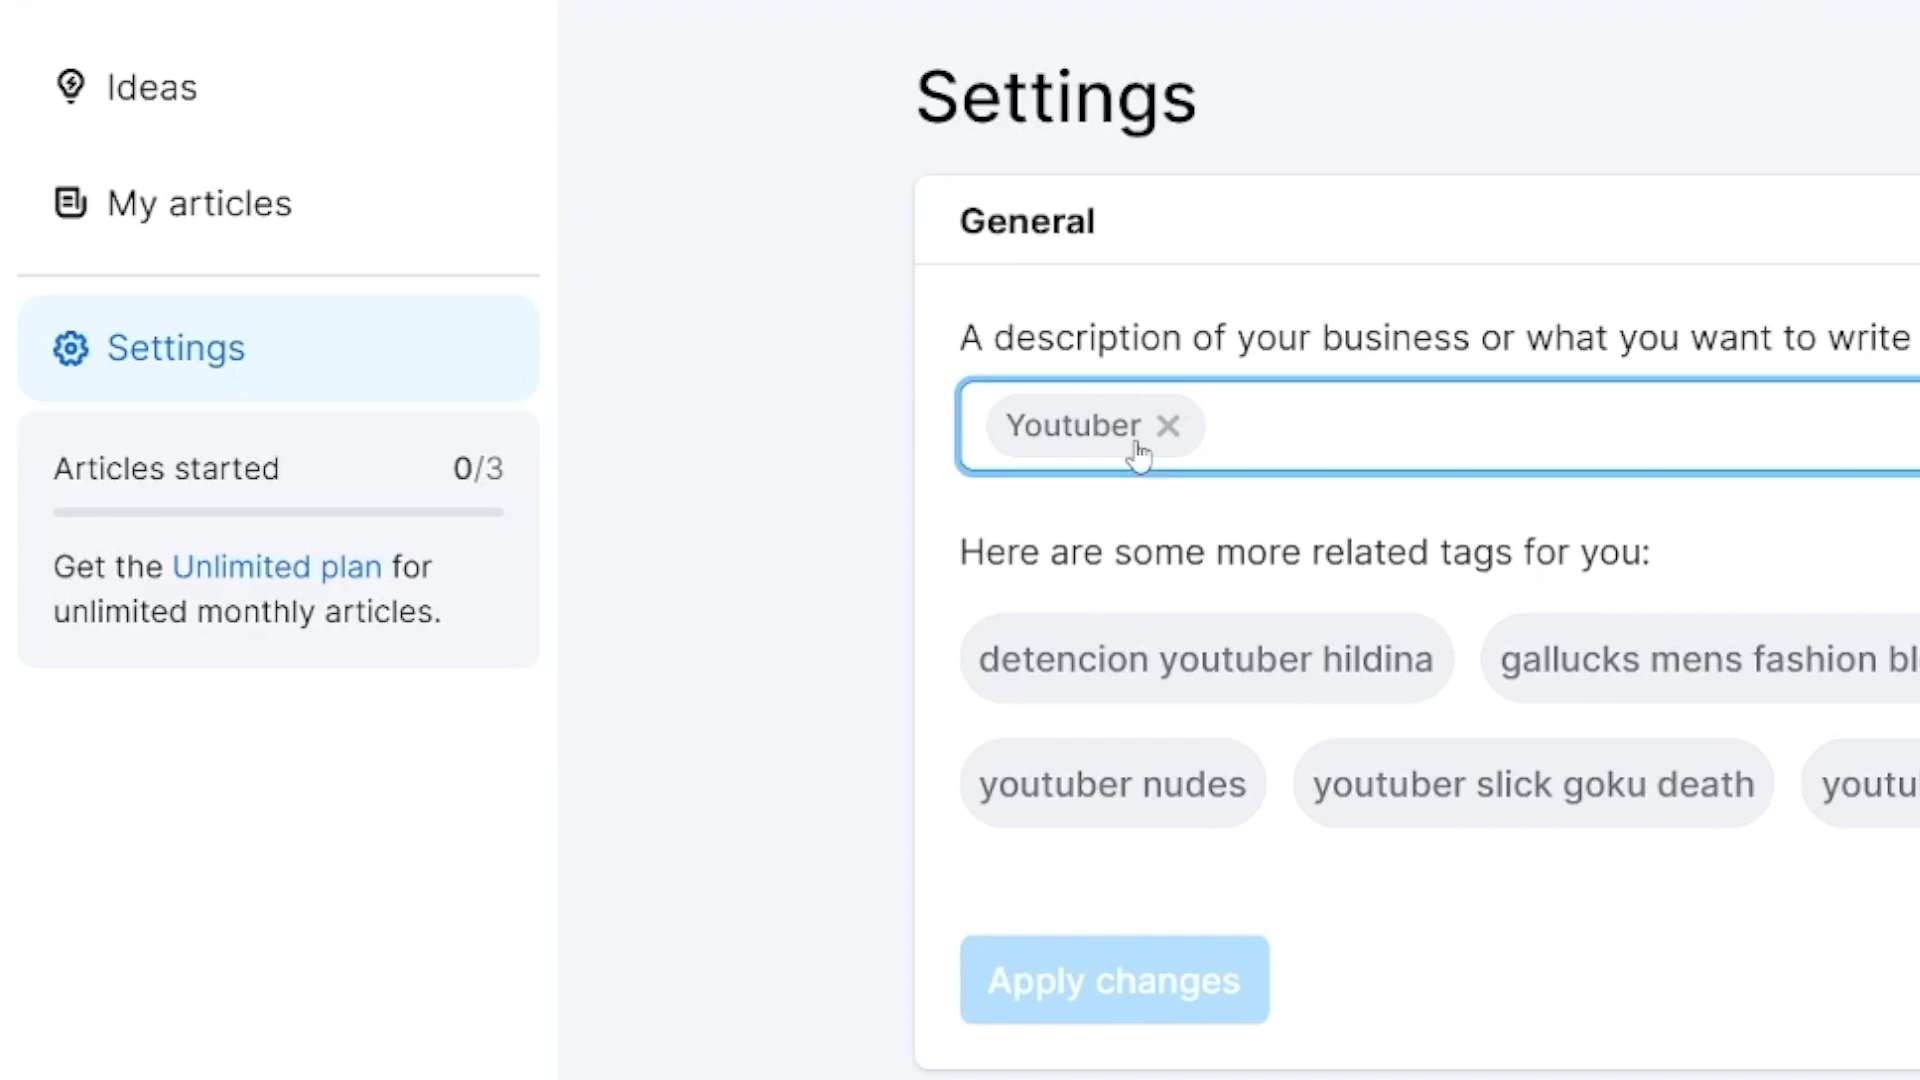 Ideas
My articles
Settings
Articles started 0/3
Get the Unlimited plan for
unlimited monthly articles.
Settings
General
A description of your business or what you want to write
Youtuber
Here are some more related tags for you:
detencion youtuber hildina
gallucks mens fashion bl
youtuber nudes
youtuber slick goku death
youtu
Apply changes